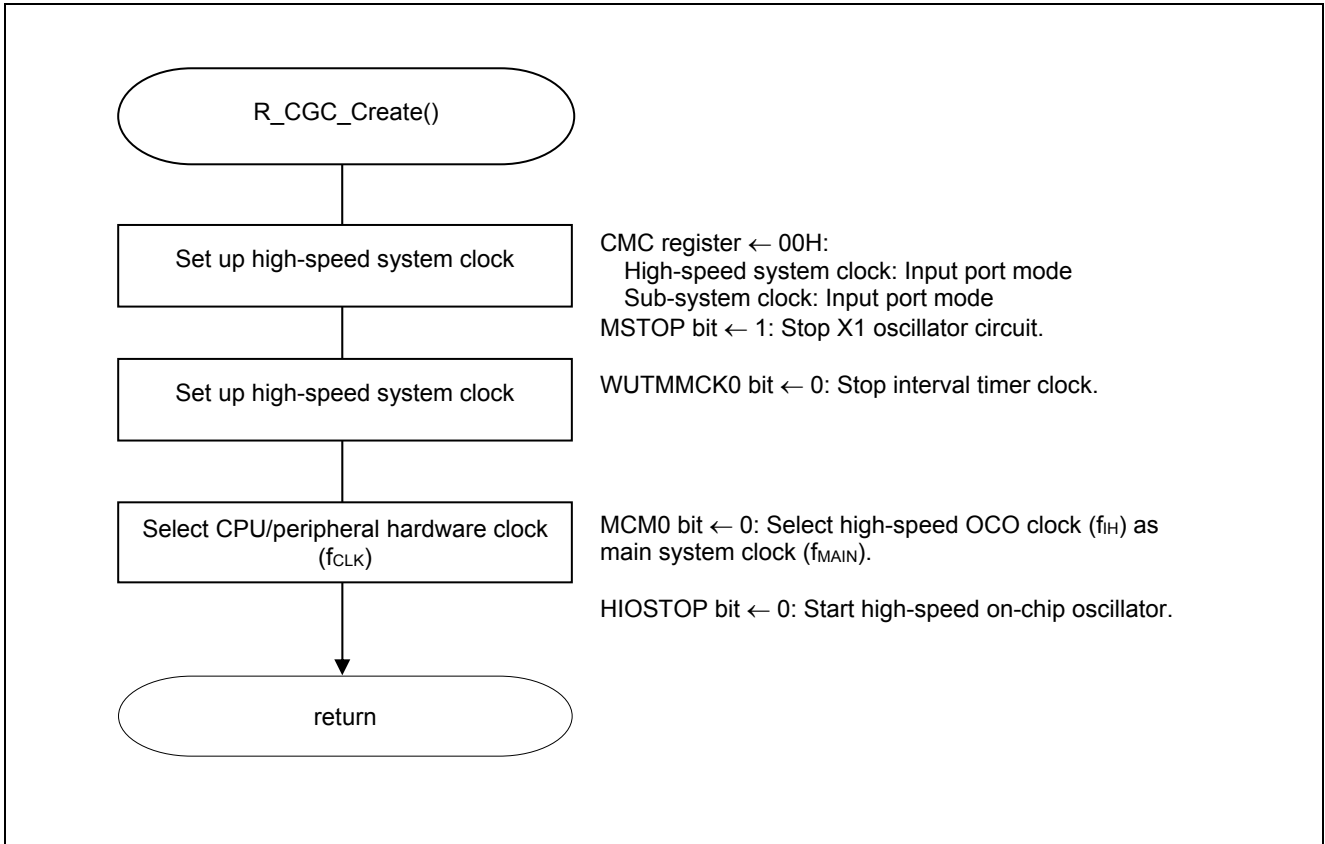 R_CGC_Create()
Set up high-speed system clock
CMC register ← 00H:
High-speed system clock: Input port mode
Sub-system clock: Input port mode
MSTOP bit ← 1: Stop X1 oscillator circuit.
Set up high-speed system clock
WUTMMCK0 bit ← 0: Stop interval timer clock.
Select CPU/peripheral hardware clock
(fCLK)
MCM0 bit ← 0: Select high-speed OCO clock (fIH) as
main system clock (fMAIN).
HIOSTOP bit ← 0: Start high-speed on-chip oscillator.
return